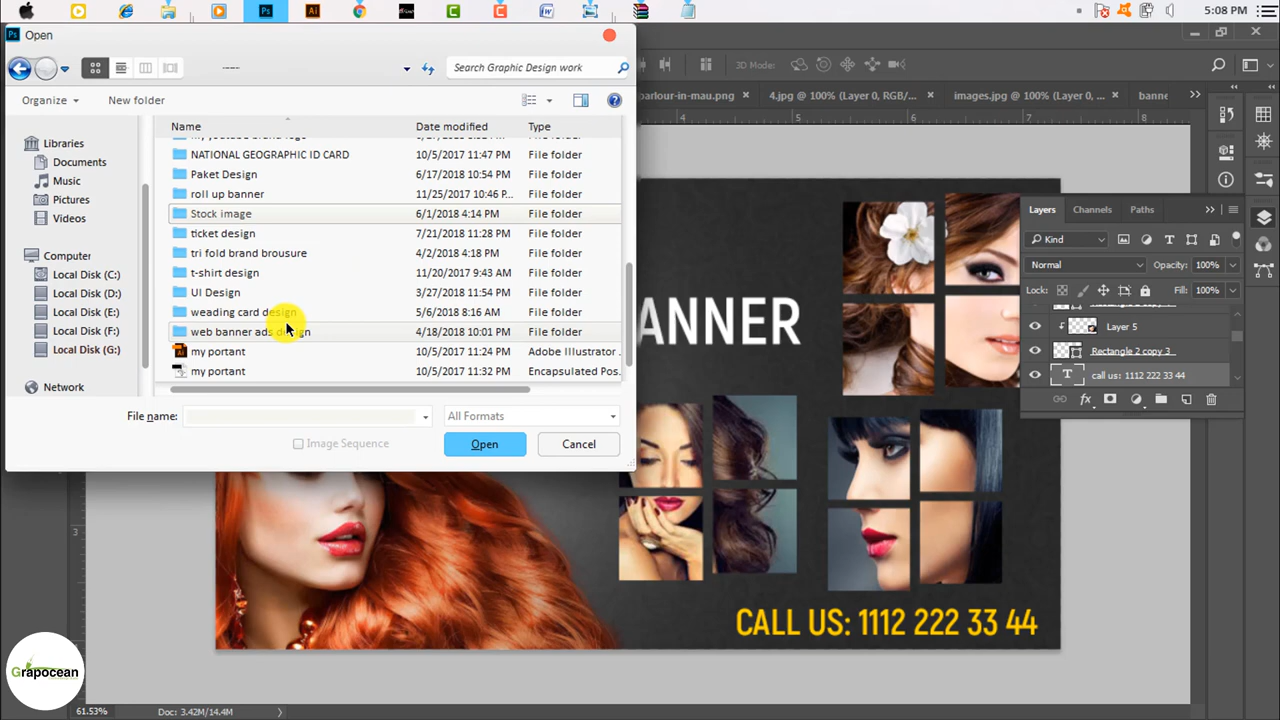 5:08 PM
Ps Open
Search Graphic Design work
Organize
New folder
3D Mode:
parlour-in-mau.png
4.jpg @ 100% (Layer 0, RGB/...
images.jpg @ 100% (Layer 0, ...
banne
4 5 6 7
Name Date modified Type
Libraries
Documents
Music
Pictures
Videos
Computer
Local Disk (C:)
Local Disk (D:)
Local Disk (E:)
Local Disk (F:)
Local Disk (G:)
Network
NATIONAL GEOGRAPHIC ID CARD 10/5/2017 11:47 PM File folder
Paket Design 6/17/2018 10:54 PM File folder
roll up banner 11/25/2017 10:46 P... File folder
Stock image 6/1/2018 4:14 PM File folder
ticket design 7/21/2018 11:28 PM File folder
tri fold brand brousure 4/2/2018 4:18 PM File folder
t-shirt design 11/20/2017 9:43 AM File folder
UI Design 3/27/2018 11:54 PM File folder
weading card design 5/6/2018 8:16 AM File folder
web banner ads design 4/18/2018 10:01 PM File folder
my portant 10/5/2017 11:24 PM Adobe Illustrator .
my portant 10/5/2017 11:32 PM Encapsulated Pos.
File name:
All Formats
Image Sequence
Open
Cancel
ANNER
CALL US: 1112 222 33 44
Layers Channels Paths
Kind
Normal Opacity: 100%
Lock: Fill: 100%
Layer 5
Rectangle 2 copy 3
T call us: 1112 222 33 44
fx
3
Grapocean
61.53% Doc: 3.42M/14.4M